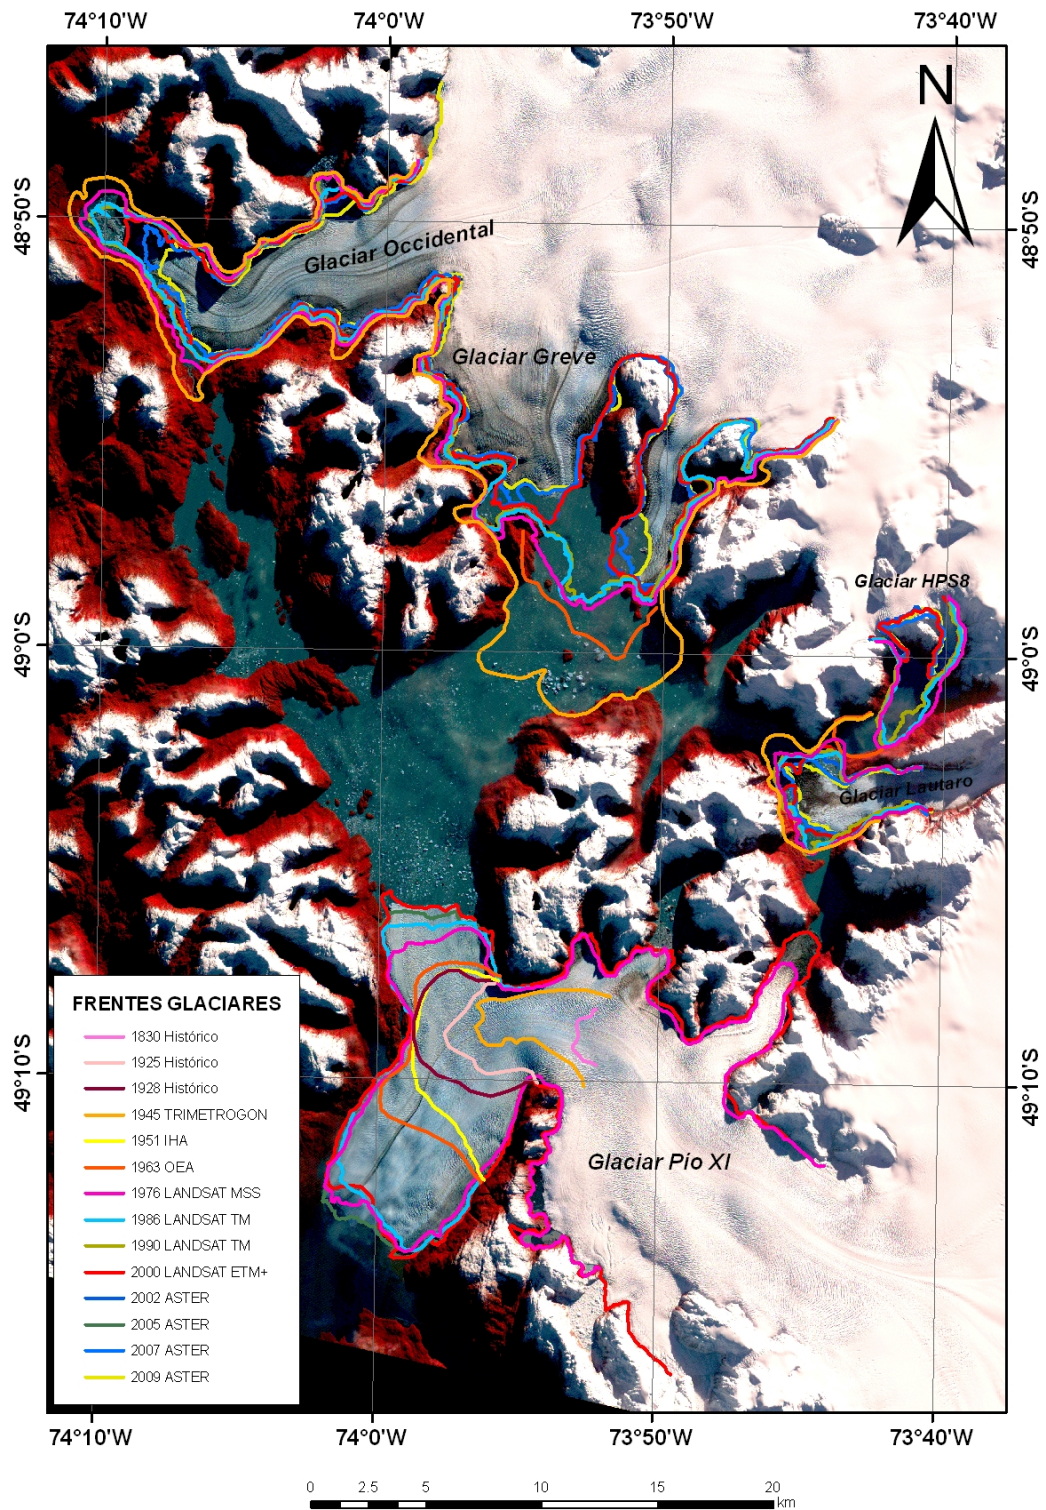 74°10'W 74°0'W 73°50'W 73°40'W
N
48°50'S
48°50'S
Glaciar Occidental
Glaciar Greve
Glaciar HPS8
49°0'S
49°0'S
Glaciar Lautaro
FRENTES GLACIARES
1830 Histórico
1925 Histórico
1928 Histórico
1945 TRIMETROGON
1951 IHA
1963 OEA
1976 LANDSAT MSS
1986 LANDSAT TM
1990 LANDSAT TM
2000 LANDSAT ETM+
2002 ASTER
2005 ASTER
2007 ASTER
2009 ASTER
49°10'S
49°10'S
Glaciar Pío XI
74°10'W 74°0'W 73°50'W 73°40'W
0 2.5 5 10 15 20
km